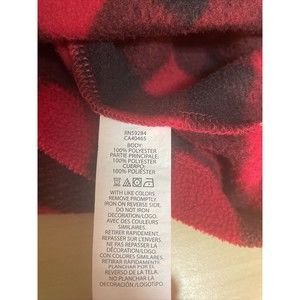 RN59284
CA40465
BODY:
100% POLYESTER
PARTIE PRINCIPALE:
100% POLYESTER
CUERPO:
100% POLIESTER
WITH LIKE COLORS.
REMOVE PROMPTLY.
IRON ON REVERSE SIDE.
DO NOT IRON
DECORATION/LOGO.
AVEC DES COULEURS
SIMILAIRES.
RETIRER RAPIDEMENT.
REPASSER SUR L'ENVERS.
NE PAS REPASSER LA
DÉCORATION/LOGO.
CON COLORES SIMILARES.
RETIRAR RÁPIDAMENTE.
PLANCHAR POR EL
REVERSO DE LA TELA.
NO PLANCHAR LA
DECORACIÓN/LOGOTIPO.